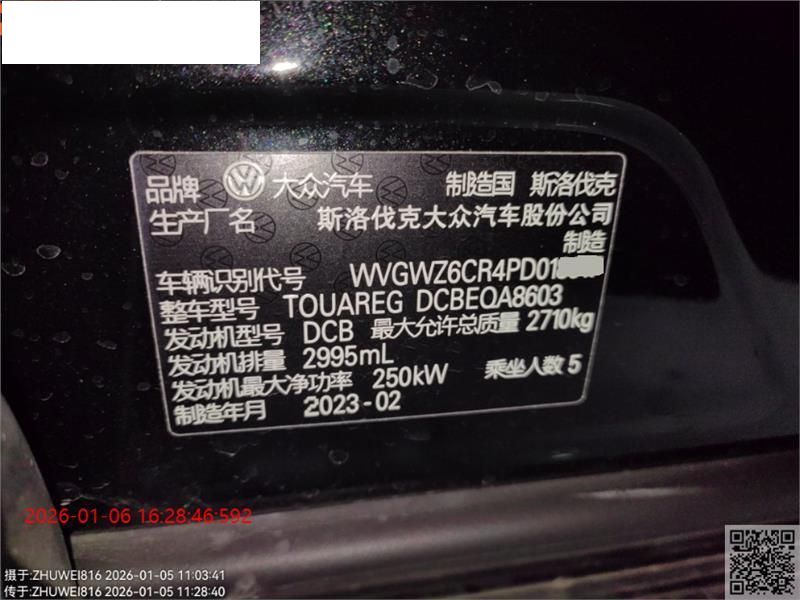 品牌 大众汽车 制造国 斯洛伐克
生产厂名 斯洛伐克大众汽车股份公司
制造
车辆识别代号 WVGWZ6CR4PD01
整车型号 TOUAREG DCBEQA8603
发动机型号 DCB 最大允许总质量 2710kg
发动机排量 2995mL
发动机最大净功率 250kW 乘坐人数 5
制造年月 2023-02
2026-01-06 16:28:46:592
摄于:ZHUWEI816 2026-01-05 11:03:41
传于:ZHUWEI816 2026-01-05 11:28:40